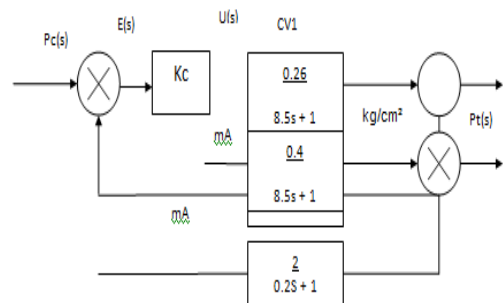 Pc(s) E(s) U(s) CV1
Kc
0.26
8.5s + 1
mA
kg/cm²
Pt(s)
0.4
8.5s + 1
mA
2
0.2S + 1